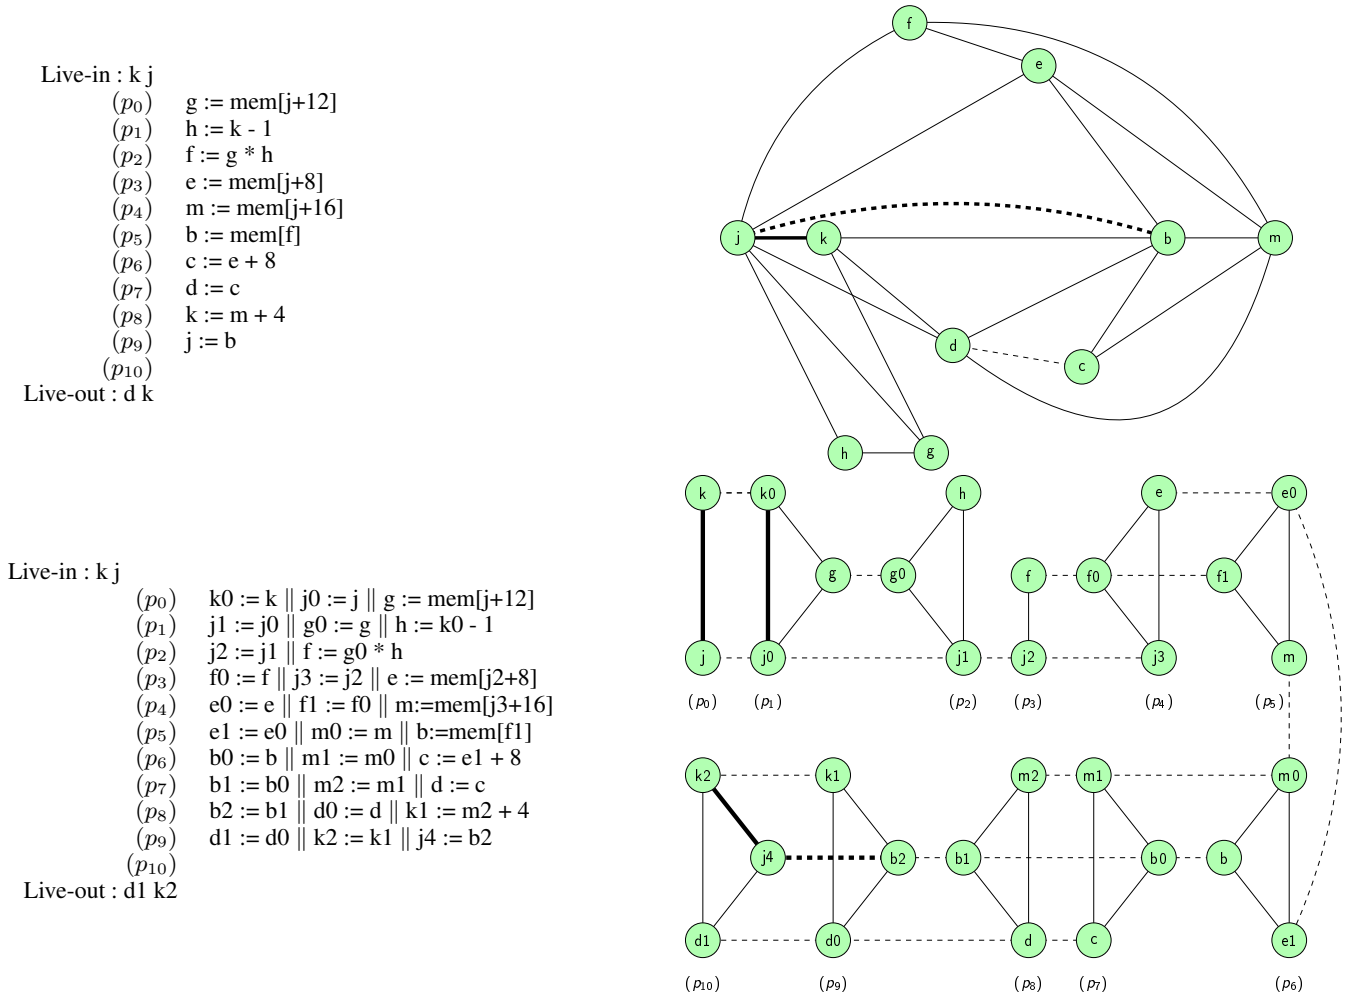 Live-in : k j
(p0) g := mem[j+12]
(p1) h := k - 1
(p2) f := g * h
(p3) e := mem[j+8]
(p4) m := mem[j+16]
(p5) b := mem[f]
(p6) c := e + 8
(p7) d := c
(p8) k := m + 4
(p9) j := b
(p10)
Live-out : d k
f
e
j k b m
d
c
h g
Live-in : k j
(p0) k0 := k || j0 := j || g := mem[j+12]
(p1) j1 := j0 || g0 := g || h := k0 - 1
(p2) j2 := j1 || f := g0 * h
(p3) f0 := f || j3 := j2 || e := mem[j2+8]
(p4) e0 := e || f1 := f0 || m:=mem[j3+16]
(p5) e1 := e0 || m0 := m || b:=mem[f1]
(p6) b0 := b || m1 := m0 || c := e1 + 8
(p7) b1 := b0 || m2 := m1 || d := c
(p8) b2 := b1 || d0 := d || k1 := m2 + 4
(p9) d1 := d0 || k2 := k1 || j4 := b2
(p10)
Live-out : d1 k2
k k0 h e e0
g g0 f f0 f1
j j0 j1 j2 j3 m
(p0) (p1) (p2) (p3) (p4) (p5)
k2 k1 m2 m1 m0
j4 b2 b1 b0 b
d1 d0 d c e1
(p10) (p9) (p8) (p7) (p6)